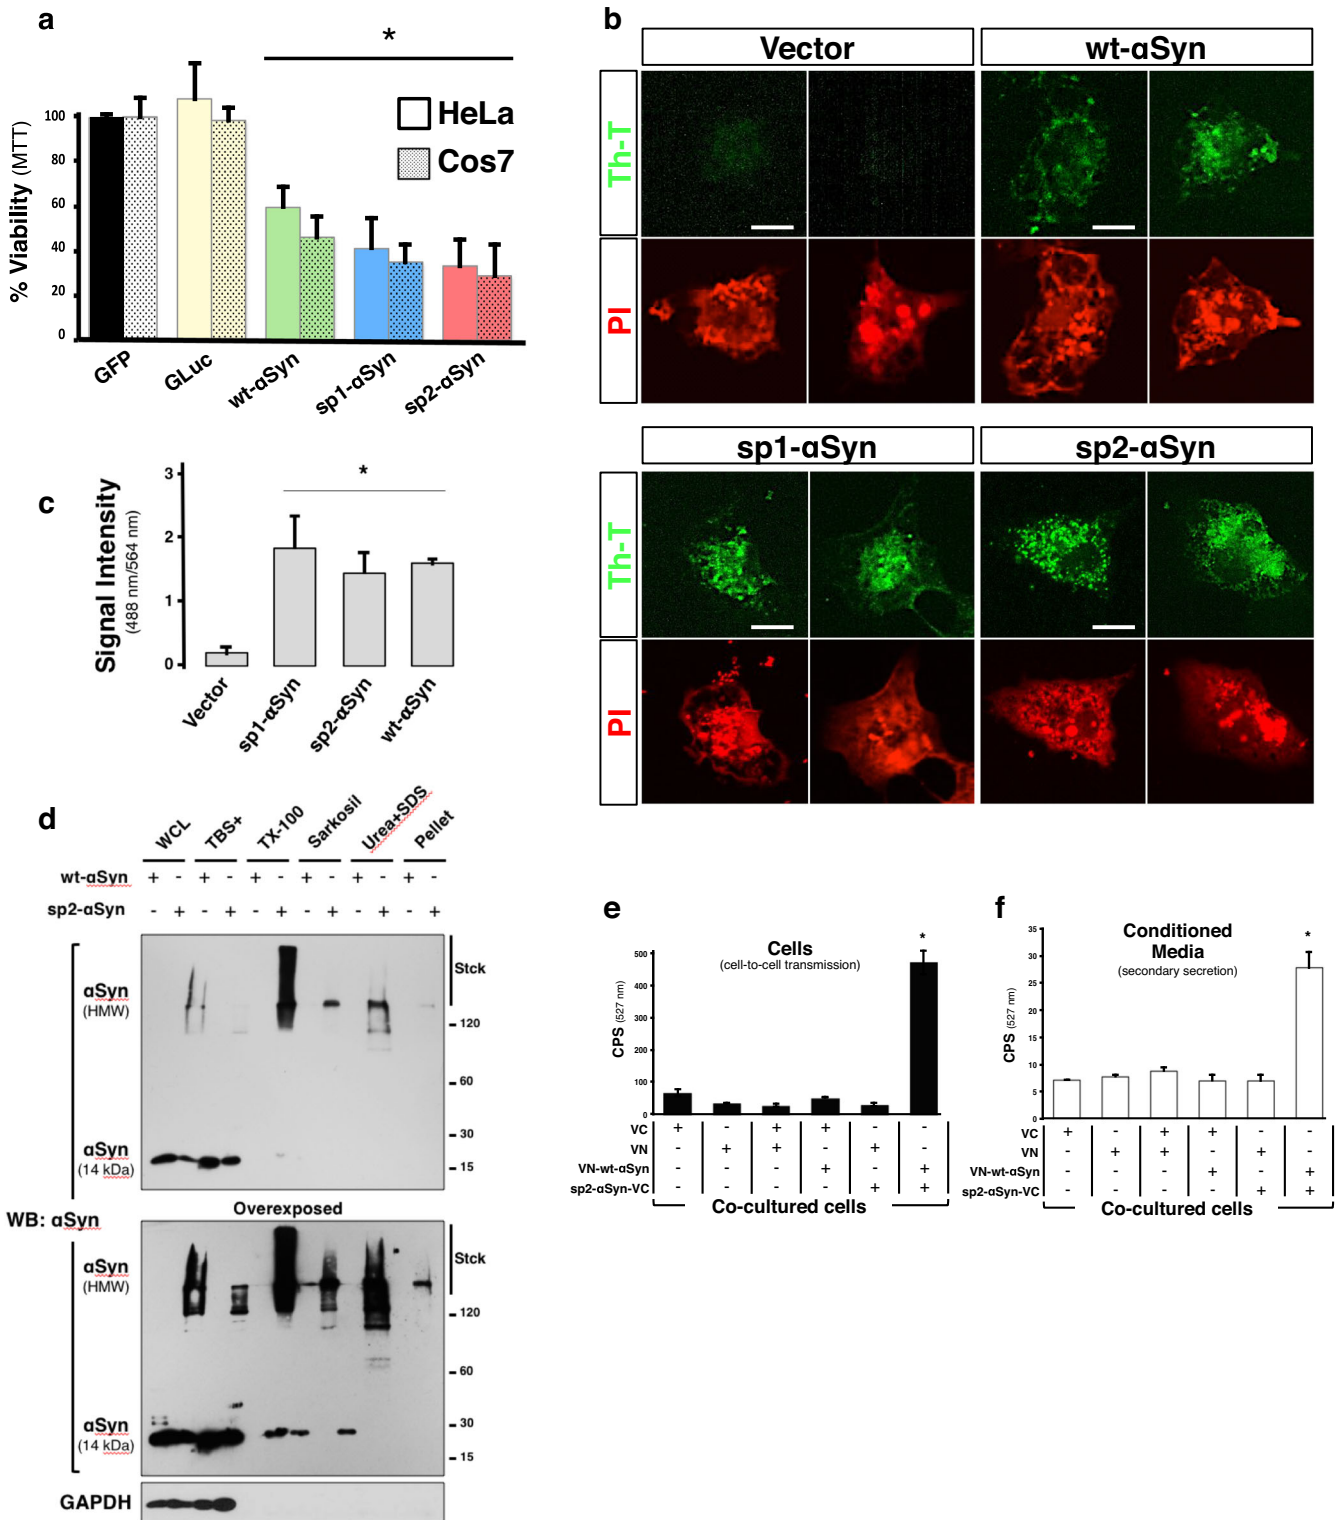 a
*
HeLa
Cos7
% Viability (MTT)
100
80
60
40
20
0
GFP
GLuc
wt-αSyn
sp1-αSyn
sp2-αSyn
b
Vector
wt-αSyn
Th-T
PI
sp1-αSyn
sp2-αSyn
Th-T
PI
c
*
Signal Intensity
(488 nm/564 nm)
3
2
1
0
Vector
sp1-αSyn
sp2-αSyn
wt-αSyn
d
WCL TBS+ TX-100 Sarkosil Urea+SDS Pellet
wt-αSyn + - + - + - + - + - + -
sp2-αSyn - + - + - + - + - + - +
αSyn
(HMW)
Stck
120
60
30
αSyn
(14 kDa)
15
Overexposed
WB: αSyn
αSyn
(HMW)
Stck
120
60
30
αSyn
(14 kDa)
15
GAPDH
e
Cells
(cell-to-cell transmission)
*
CPS (527 nm)
500
400
300
200
100
0
VC + - + + - -
VN - + + - + -
VN-wt-αSyn - - - + - +
sp2-αSyn-VC - - - - + +
Co-cultured cells
f
Conditioned
Media
(secondary secretion)
*
CPS (527 nm)
35
30
25
20
15
10
5
0
VC + - + + - -
VN - + + - + -
VN-wt-αSyn - - - + - +
sp2-αSyn-VC - - - - + +
Co-cultured cells